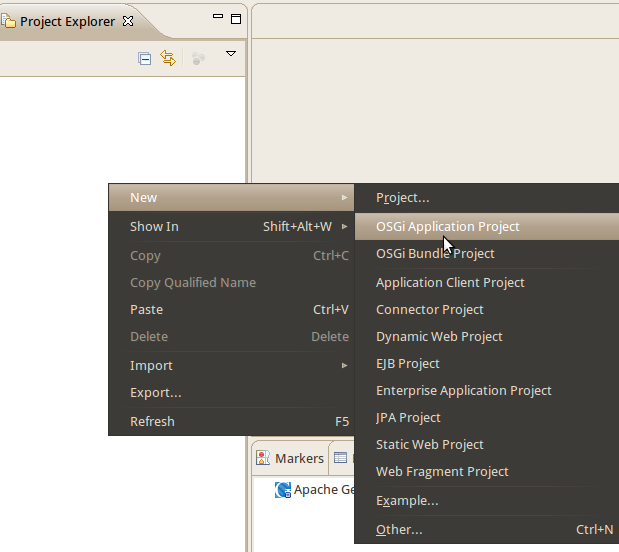 Project Explorer
New
Show In Shift+Alt+W
Copy Ctrl+C
Copy Qualified Name
Paste Ctrl+V
Delete Delete
Import
Export...
Refresh F5
Project...
OSGi Application Project
OSGi Bundle Project
Application Client Project
Connector Project
Dynamic Web Project
EJB Project
Enterprise Application Project
JPA Project
Static Web Project
Web Fragment Project
Example...
Other... Ctrl+N
Markers
Apache Ge